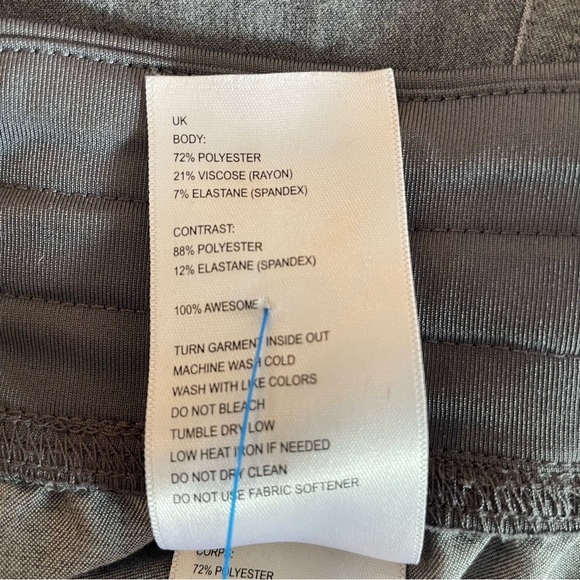 UK
BODY:
72% POLYESTER
21% VISCOSE (RAYON)
7% ELASTANE (SPANDEX)
CONTRAST:
88% POLYESTER
12% ELASTANE (SPANDEX)
100% AWESOME
TURN GARMENT INSIDE OUT
MACHINE WASH COLD
WASH WITH LIKE COLORS
DO NOT BLEACH
TUMBLE DRY LOW
LOW HEAT IRON IF NEEDED
DO NOT DRY CLEAN
DO NOT USE FABRIC SOFTENER
CORPS:
72% POLYESTER